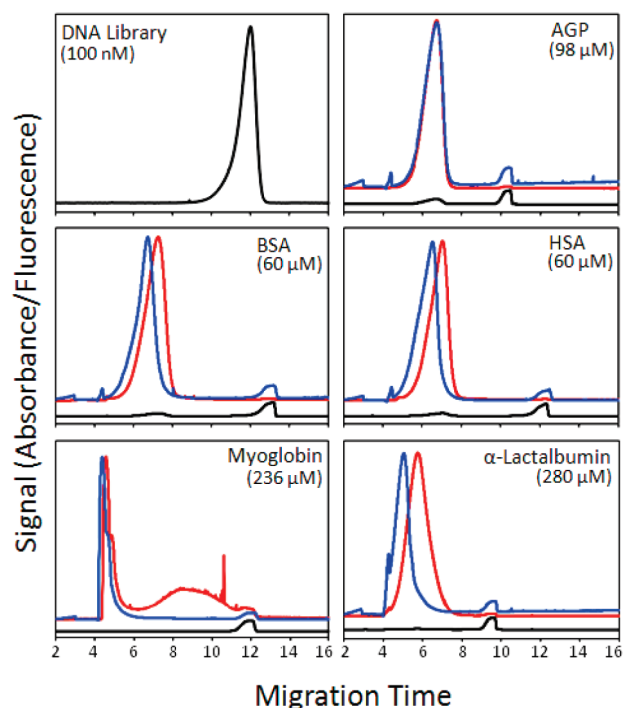 Signal (Absorbance/Fluorescence)
DNA Library
(100 nM)
AGP
(98 µM)
BSA
(60 µM)
HSA
(60 µM)
Myoglobin
(236 µM)
α-Lactalbumin
(280 µM)
2 4 6 8 10 12 14 16 2 4 6 8 10 12 14 16
Migration Time